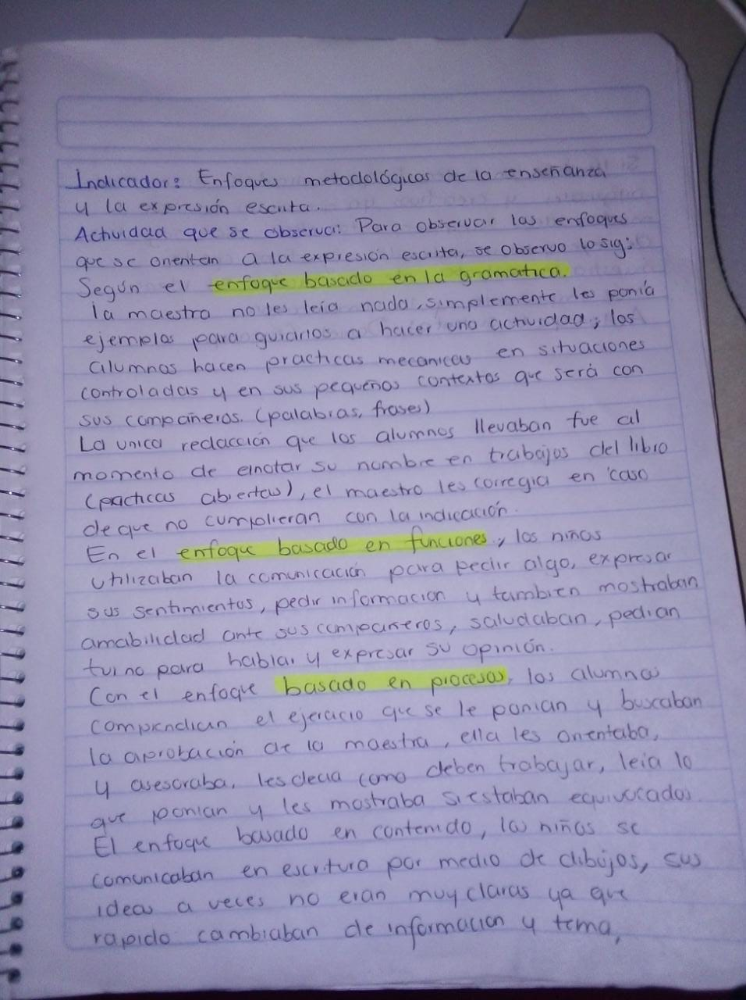 Indicador: Enfoques metodológicos de la enseñanza
y la expresión escrita.
Actividad que se observa: Para observar los enfoques
que se orientan a la expresión escrita, se observo lo sig:
Según el enfoque basado en la gramatica.
la maestra no les leía nada, simplemente les ponía
ejemplos para guiarlos a hacer una actividad, los
alumnos hacen practicas mecanicas en situaciones
controladas y en sus pequeños contextos que será con
sus compañeros. (palabras, frases)
La unica redacción que los alumnos llevaban fue al
momento de anotar su nombre en trabajos del libro
(practicas abiertas), el maestro les corregia en caso
de que no cumplieran con la indicación.
En el enfoque basado en funciones, los niños
utilizaban la comunicación para pedir algo, expresar
sus sentimientos, pedir informacion y tambien mostraban
amabilidad ante sus compañeros, saludaban, pedian
turno para hablar y expresar su opinión.
Con el enfoque basado en procesos, los alumnos
comprendian el ejercicio que se le ponian y buscaban
la aprobación de la maestra, ella les orientaba,
y asesoraba, les decia como deben trabajar, leia lo
que ponian y les mostraba si estaban equivocados
El enfoque basado en contenido, los niños se
comunicaban en escritura por medio de dibujos, sus
ideas a veces no eran muy claras ya que
rapido cambiaban de informacion y tema,